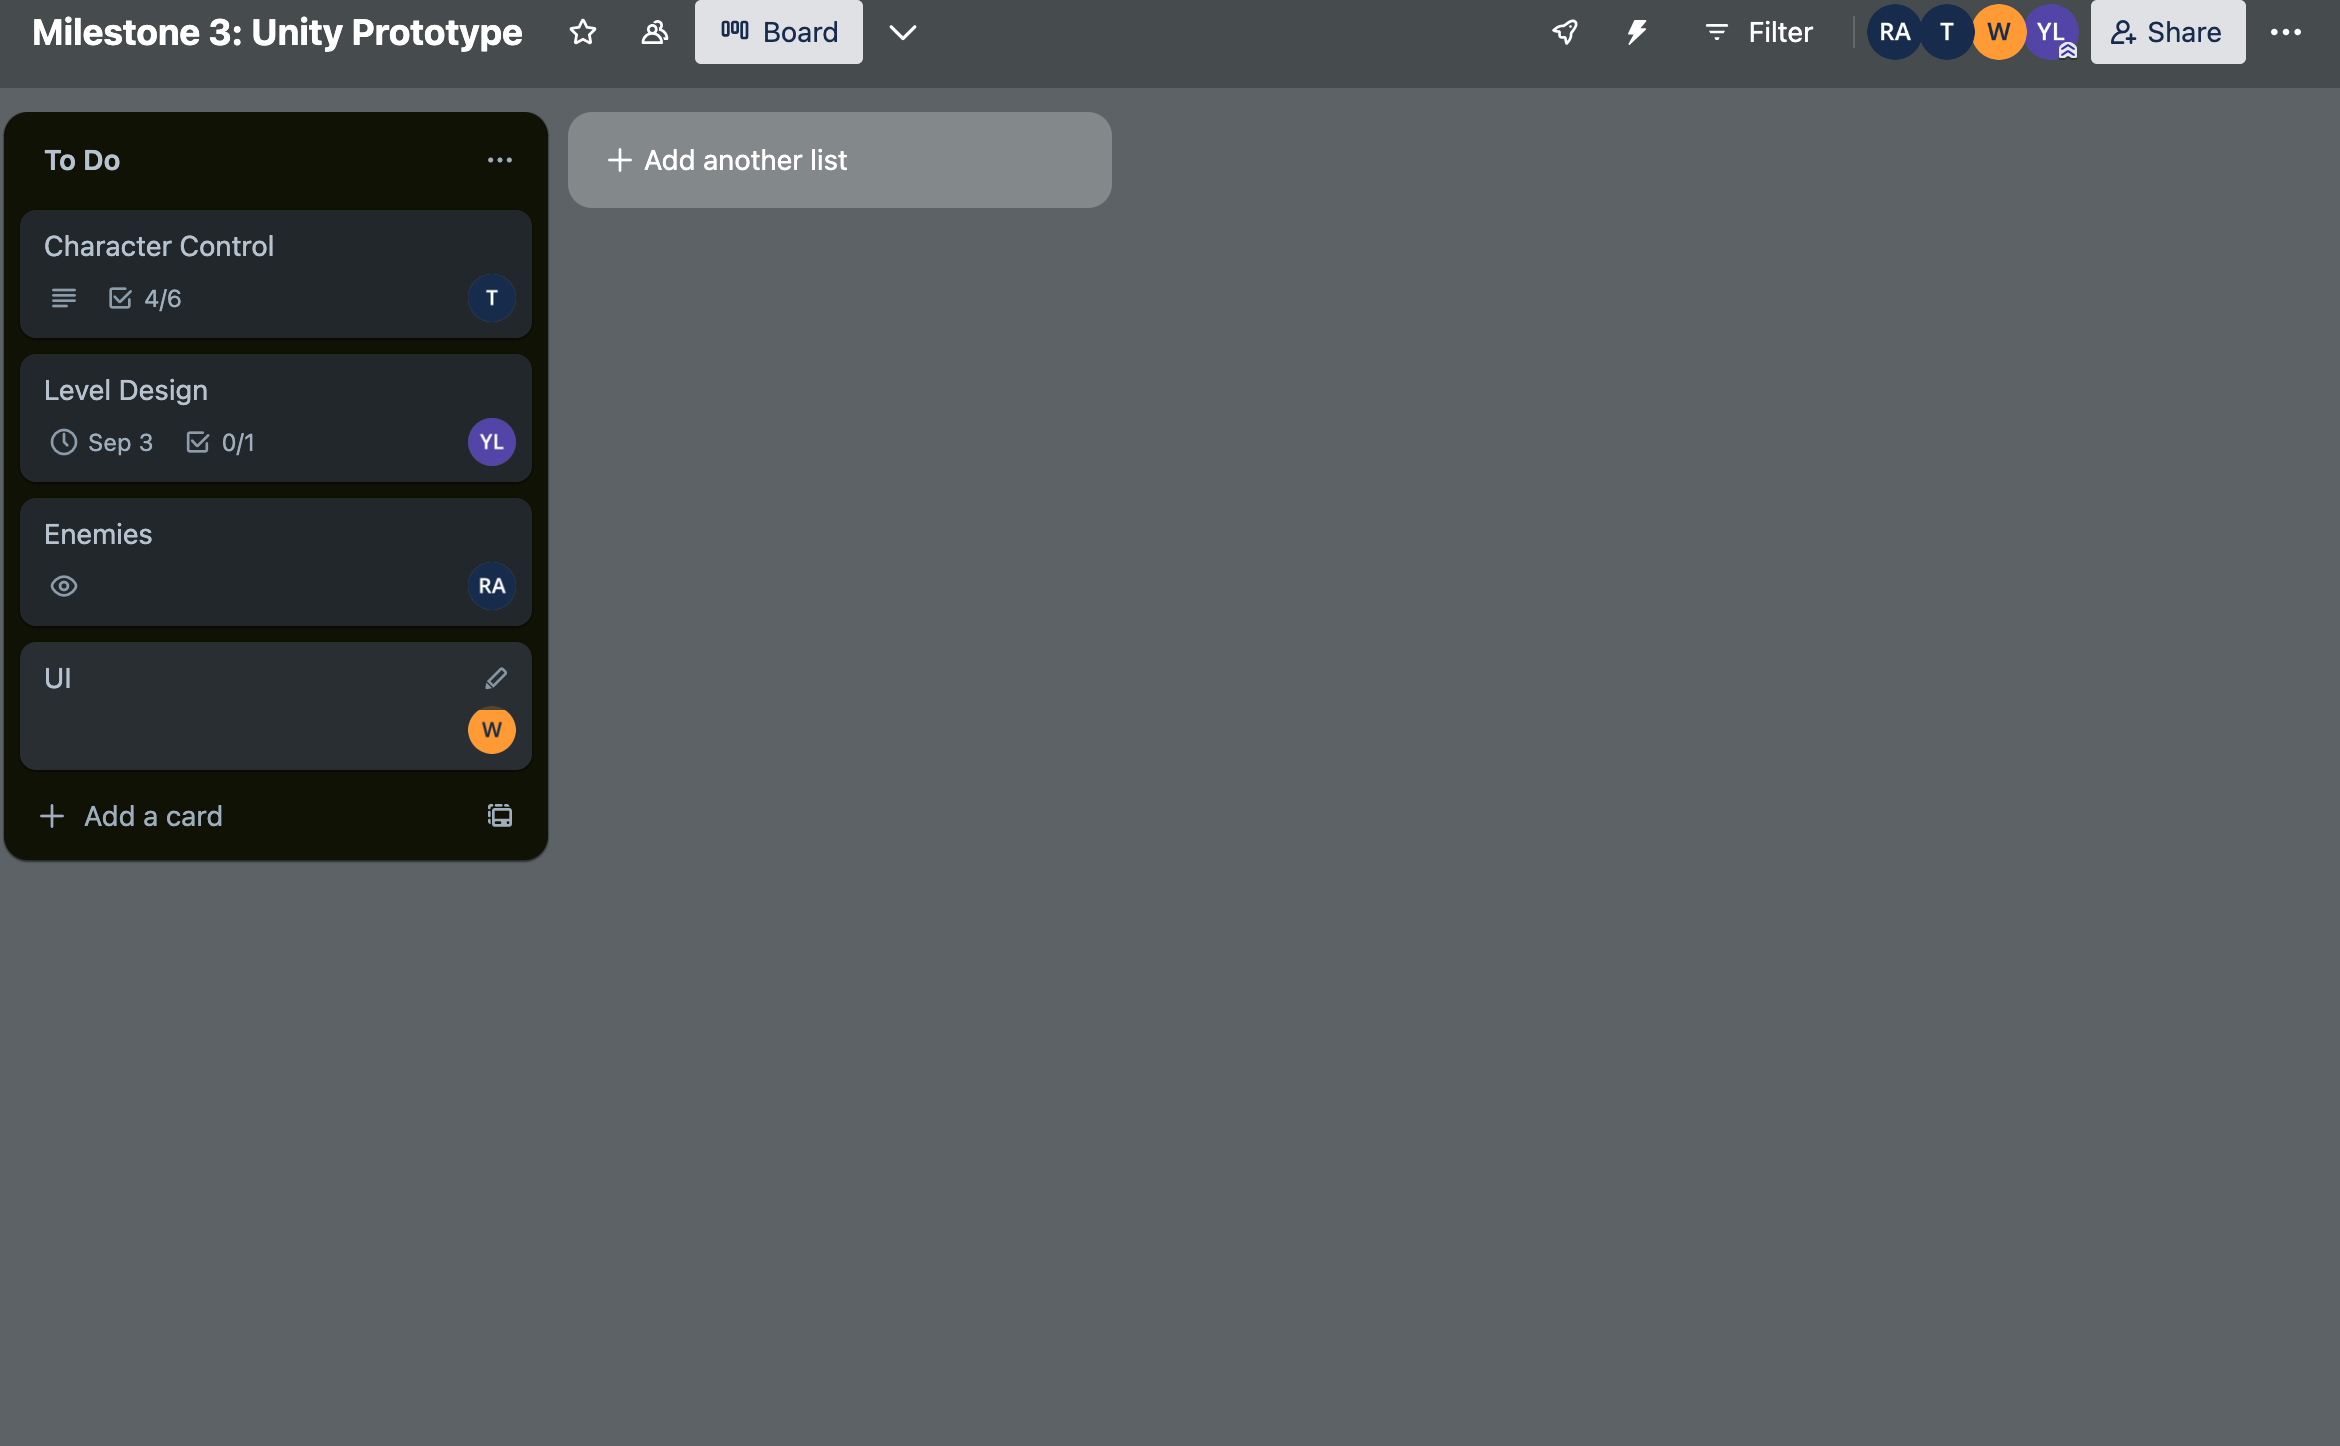 Milestone 3: Unity Prototype Board Filter RA T W YL Share
To Do
Add another list
Character Control
4/6 T
Level Design
Sep 3 0/1 YL
Enemies
RA
UI
W
Add a card